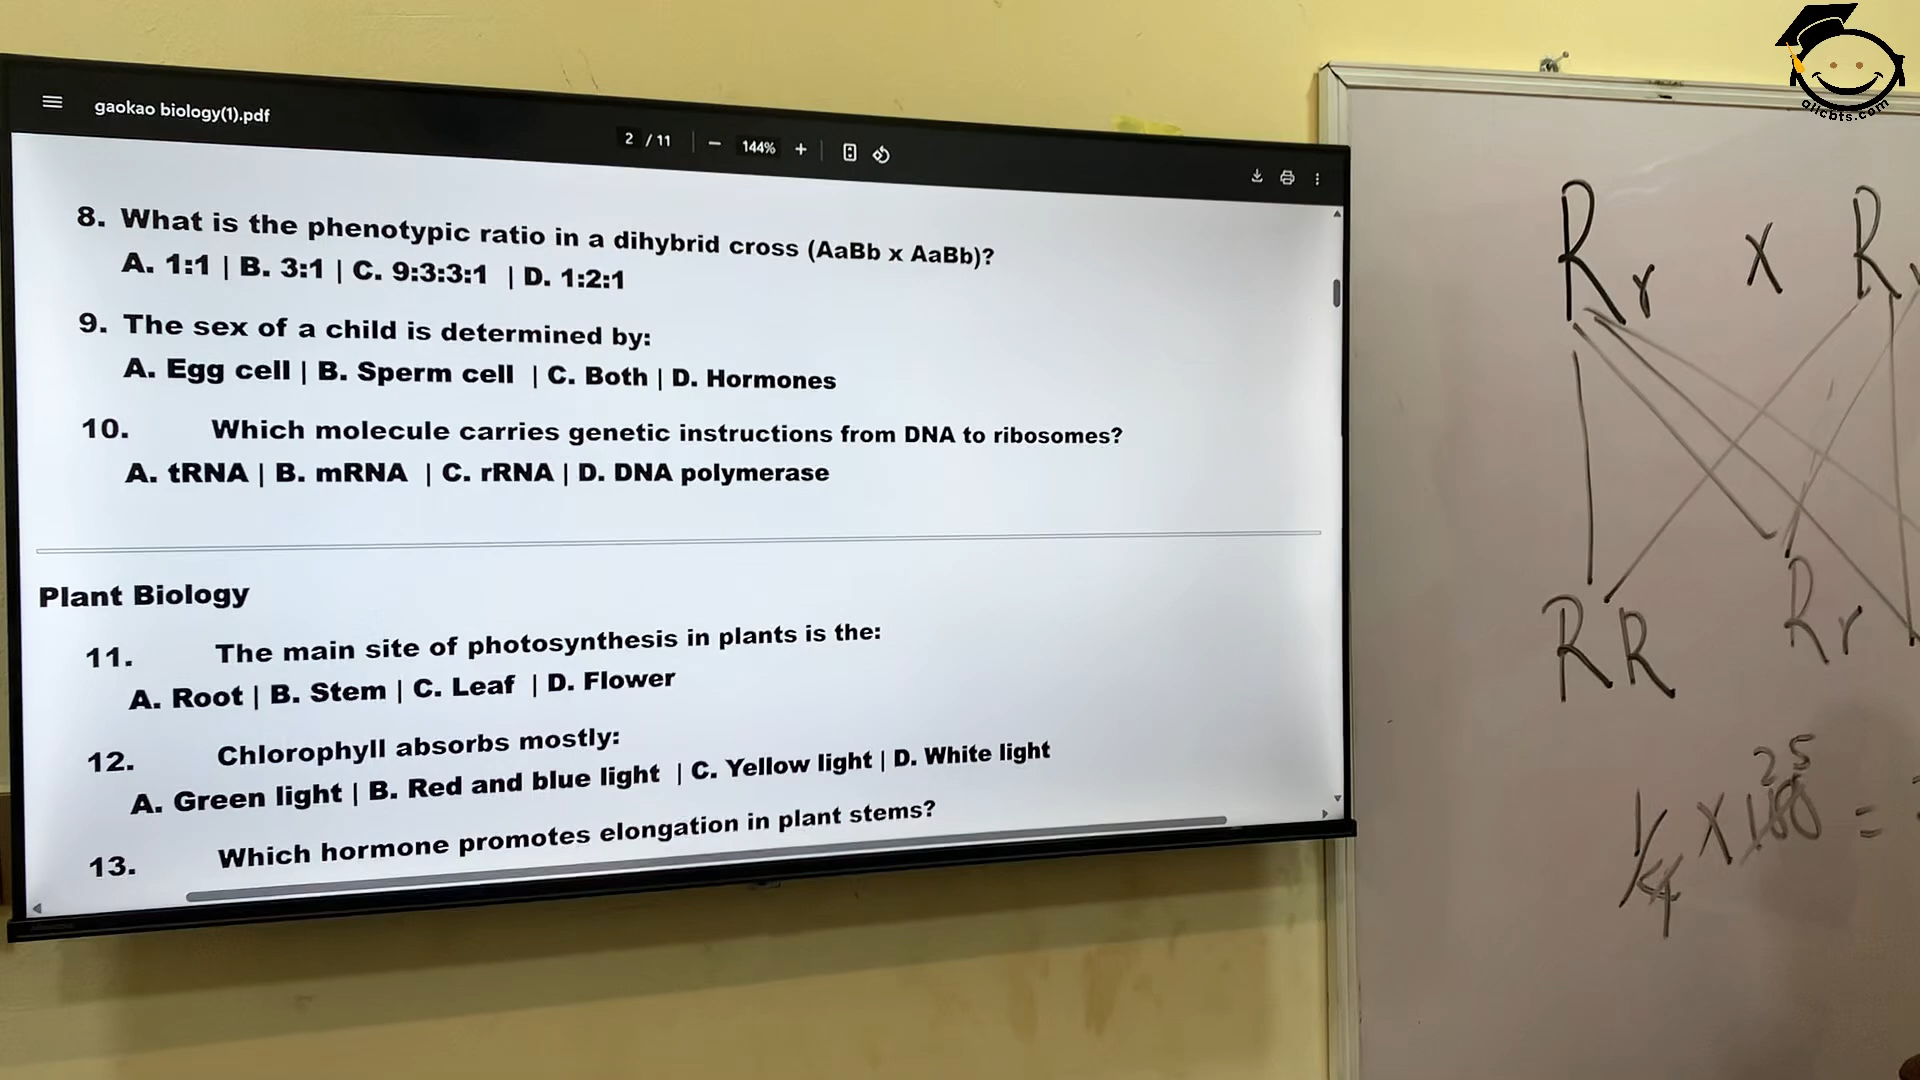 gaokao biology(1).pdf
2 / 11
144%
8. What is the phenotypic ratio in a dihybrid cross (AaBb x AaBb)?
A. 1:1 | B. 3:1 | C. 9:3:3:1 | D. 1:2:1
9. The sex of a child is determined by:
A. Egg cell | B. Sperm cell | C. Both | D. Hormones
10. Which molecule carries genetic instructions from DNA to ribosomes?
A. tRNA | B. mRNA | C. rRNA | D. DNA polymerase
Plant Biology
11. The main site of photosynthesis in plants is the:
A. Root | B. Stem | C. Leaf | D. Flower
12. Chlorophyll absorbs mostly:
A. Green light | B. Red and blue light | C. Yellow light | D. White light
13. Which hormone promotes elongation in plant stems?
allcbts.com
Rr x R
RR Rr
25
1/4 x 100 =